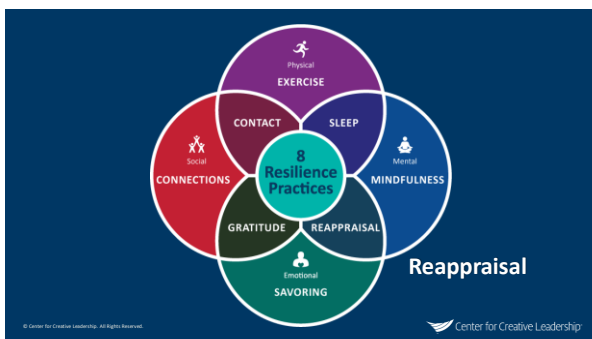 Physical
EXERCISE
CONTACT
SLEEP
Social
CONNECTIONS
8
Resilience
Practices
Mental
MINDFULNESS
GRATITUDE
REAPPRAISAL
Emotional
SAVORING
Reappraisal
© Center for Creative Leadership. All Rights Reserved.
Center for Creative Leadership